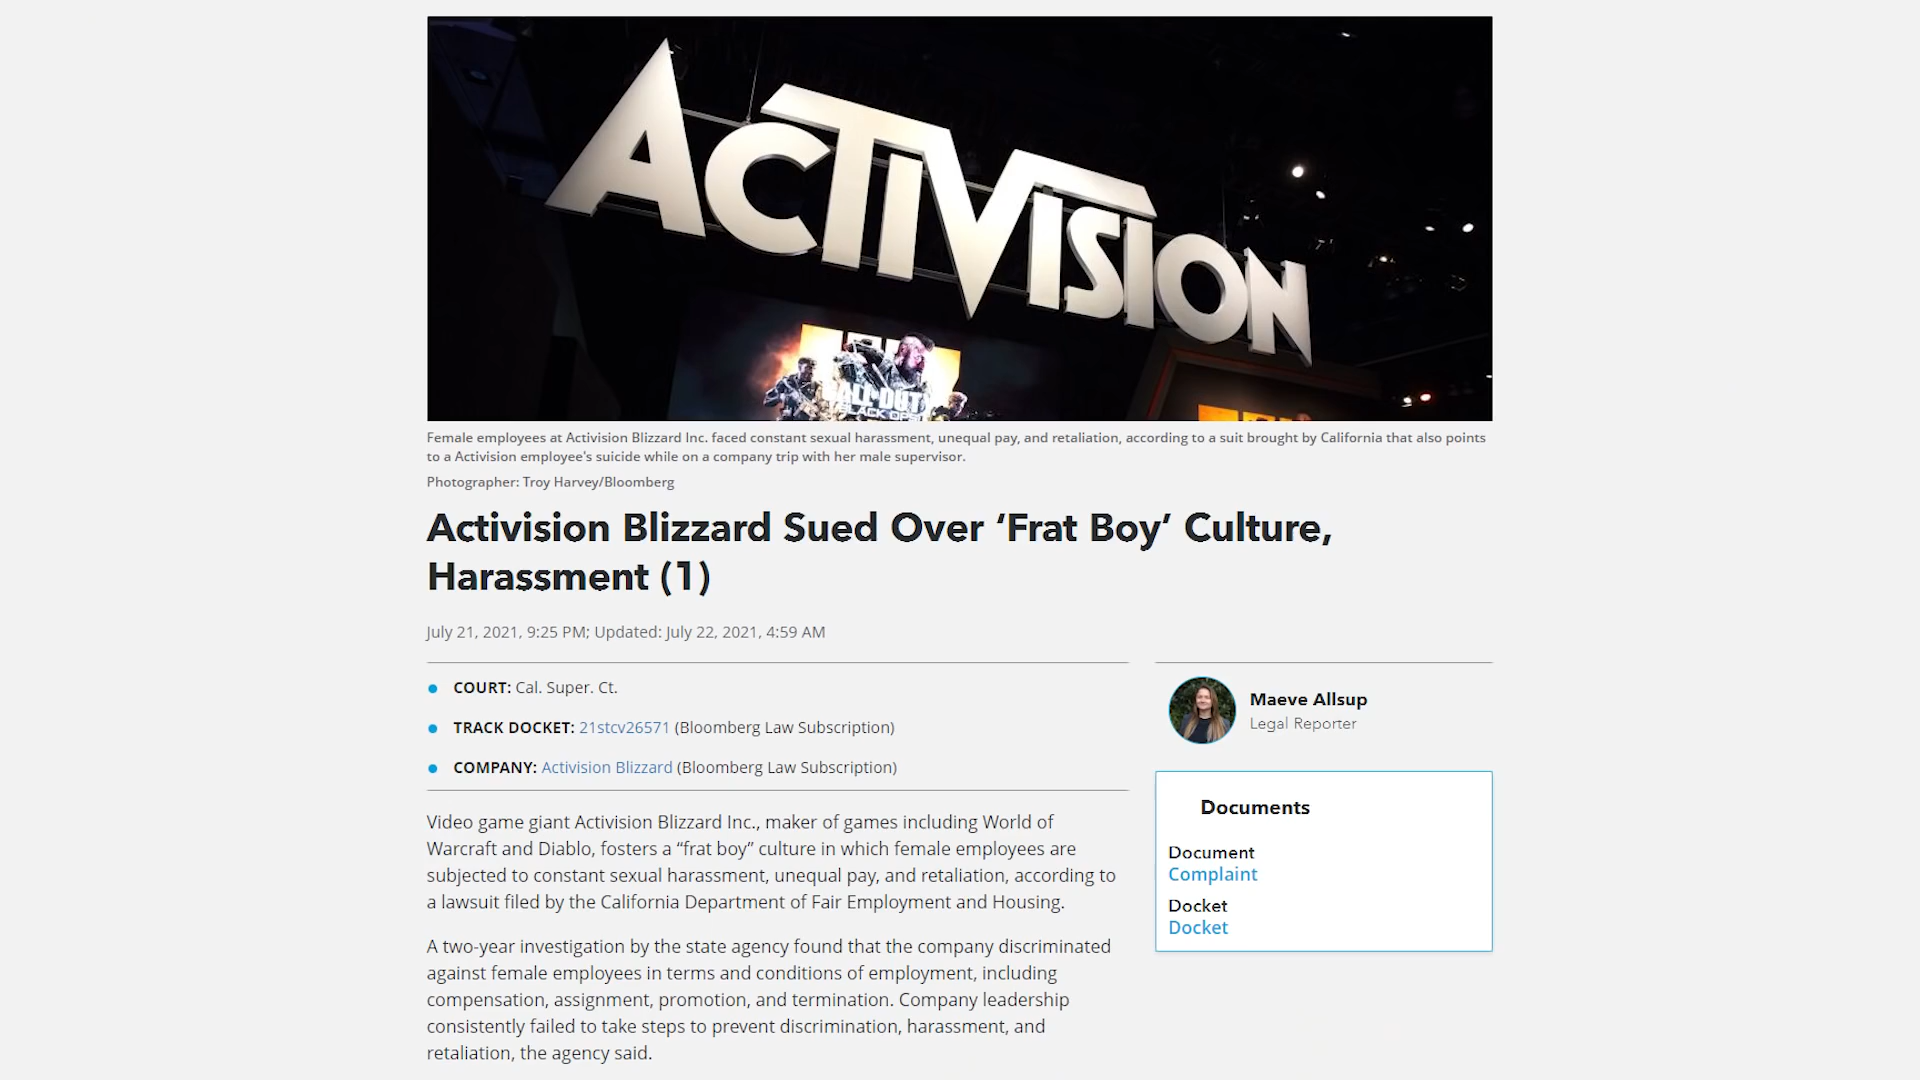 ACTIVISION
CALL OF DUTY
BLACK OPS
Female employees at Activision Blizzard Inc. faced constant sexual harassment, unequal pay, and retaliation, according to a suit brought by California that also points
to a Activision employee's suicide while on a company trip with her male supervisor.
Photographer: Troy Harvey/Bloomberg
Activision Blizzard Sued Over ‘Frat Boy’ Culture,
Harassment (1)
July 21, 2021, 9:25 PM; Updated: July 22, 2021, 4:59 AM
COURT: Cal. Super. Ct.
TRACK DOCKET: 21stcv26571 (Bloomberg Law Subscription)
COMPANY: Activision Blizzard (Bloomberg Law Subscription)
Video game giant Activision Blizzard Inc., maker of games including World of
Warcraft and Diablo, fosters a “frat boy” culture in which female employees are
subjected to constant sexual harassment, unequal pay, and retaliation, according to
a lawsuit filed by the California Department of Fair Employment and Housing.
A two-year investigation by the state agency found that the company discriminated
against female employees in terms and conditions of employment, including
compensation, assignment, promotion, and termination. Company leadership
consistently failed to take steps to prevent discrimination, harassment, and
retaliation, the agency said.
Maeve Allsup
Legal Reporter
Documents
Document
Complaint
Docket
Docket